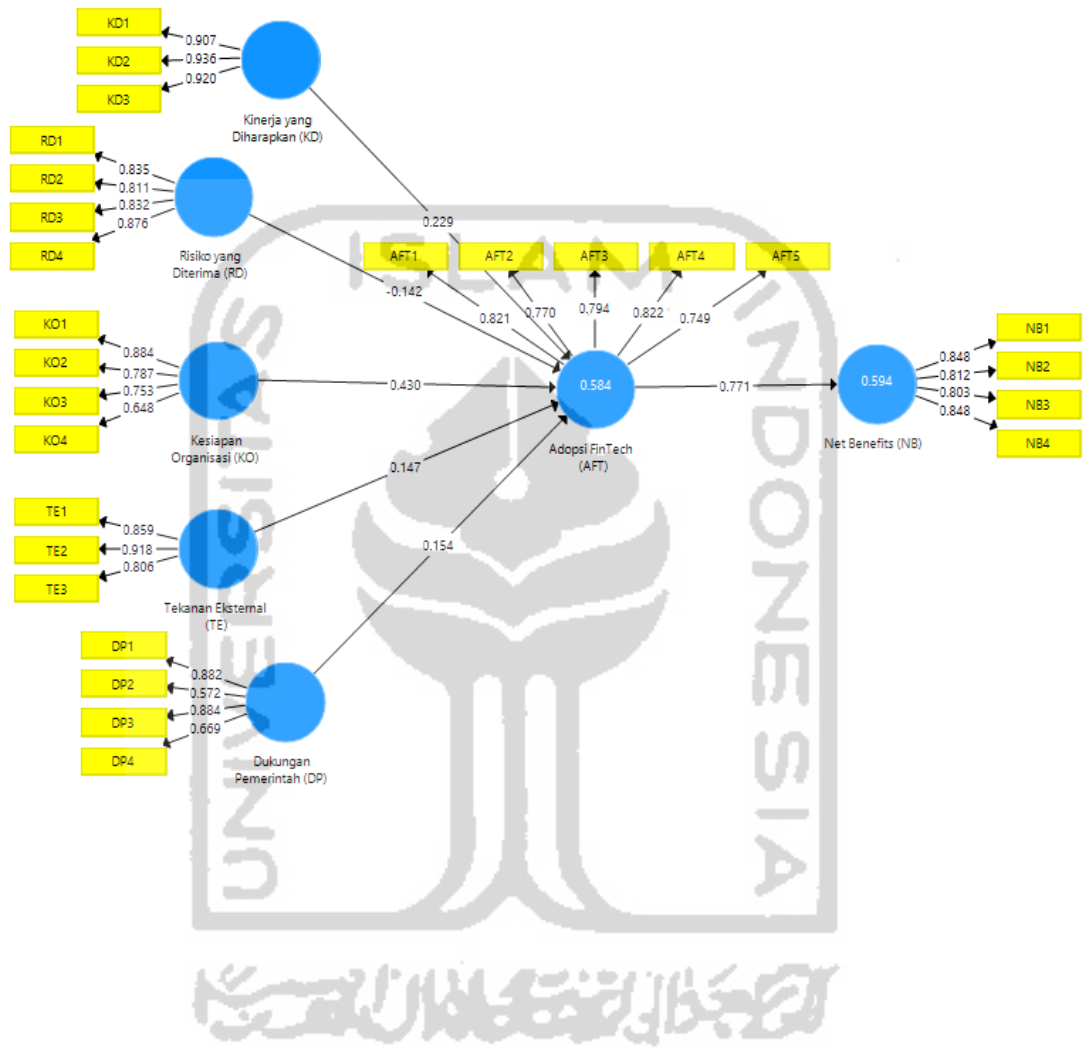 KD1
0.907
KD2
0.936
KD3
0.920
Kinerja yang
Diharapkan (KD)
RD1
0.835
RD2
0.811
RD3
0.832
RD4
0.876
Risiko yang
Diterima (RD)
KO1
0.884
KO2
0.787
KO3
0.753
KO4
0.648
Kesiapan
Organisasi (KO)
TE1
0.859
TE2
0.918
TE3
0.806
Tekanan Eksternal
(TE)
DP1
0.882
DP2
0.572
DP3
0.884
DP4
0.669
Dukungan
Pemerintah (DP)
0.229
-0.142
0.430
0.147
0.154
AFT1
AFT2
AFT3
AFT4
AFT5
0.821
0.770
0.794
0.822
0.749
0.584
Adopsi FinTech
(AFT)
0.771
0.594
Net Benefits (NB)
NB1
0.848
NB2
0.812
NB3
0.803
NB4
0.848
UNIVERSITAS
ISLAM
INDONESIA